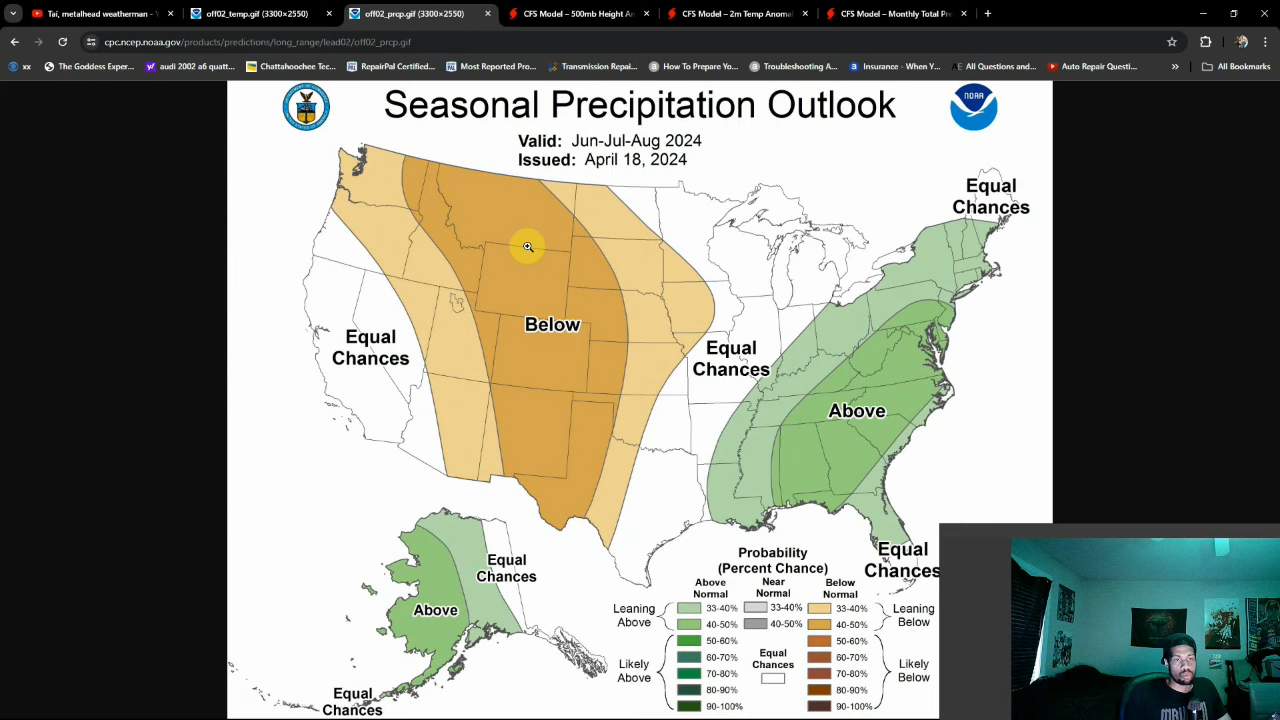 Tai, metalhead weatherman -
off02_temp.gif (3300×2550)
off02_prcp.gif (3300×2550)
CFS Model – 500mb Height An
CFS Model – 2m Temp Anomal
CFS Model – Monthly Total Pr
cpc.ncep.noaa.gov/products/predictions/long_range/lead02/off02_prcp.gif
xx
The Goddess Exper...
audi 2002 a6 quatt...
Chattahoochee Tec...
RepairPal Certified...
Most Reported Pro...
Transmission Repai...
How To Prepare Yo...
Troubleshooting A...
Insurance - When Y...
AE All Questions and...
Auto Repair Questi...
All Bookmarks
Seasonal Precipitation Outlook
NOAA
Valid: Jun-Jul-Aug 2024
Issued: April 18, 2024
Equal
Chances
Below
Equal
Chances
Equal
Chances
Above
Equal
Chances
Above
Equal
Chances
Equal
Chances
Probability
(Percent Chance)
Above
Normal
Near
Normal
Below
Normal
Leaning
Above
33-40%
40-50%
33-40%
40-50%
33-40%
40-50%
Leaning
Below
Likely
Above
50-60%
60-70%
70-80%
80-90%
90-100%
Equal
Chances
50-60%
60-70%
70-80%
80-90%
90-100%
Likely
Below